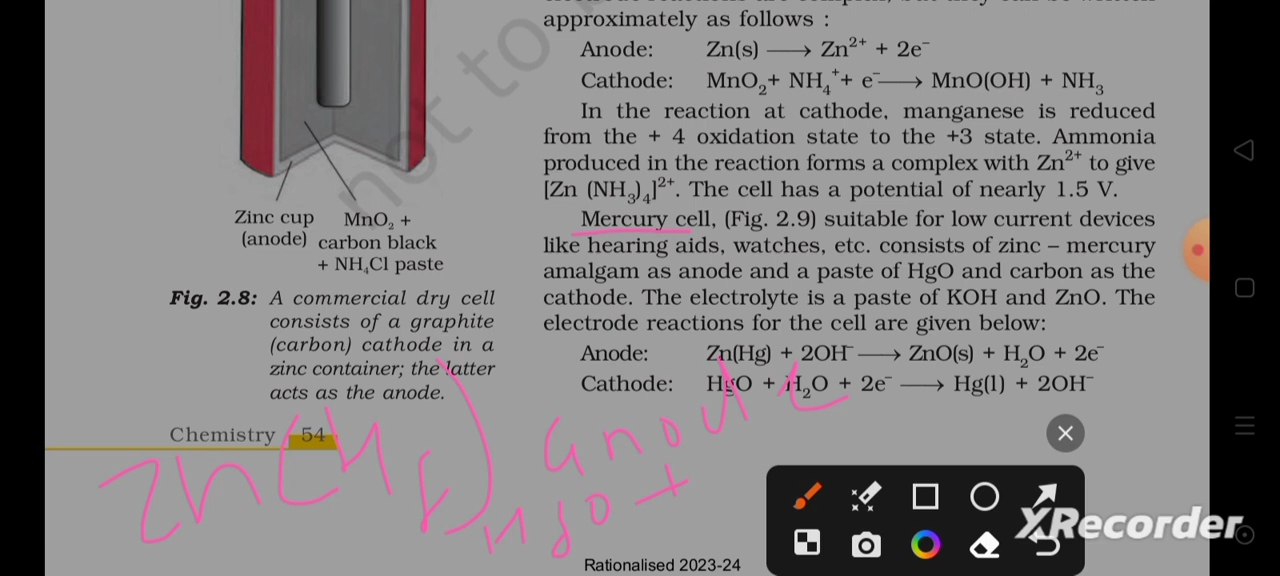 approximately as follows :
Anode: Zn(s) ⟶ Zn²⁺ + 2e⁻
Cathode: MnO₂+ NH₄⁺+ e⁻⟶ MnO(OH) + NH₃
In the reaction at cathode, manganese is reduced
from the + 4 oxidation state to the +3 state. Ammonia
produced in the reaction forms a complex with Zn²⁺ to give
[Zn (NH₃)₄]²⁺. The cell has a potential of nearly 1.5 V.
Mercury cell, (Fig. 2.9) suitable for low current devices
like hearing aids, watches, etc. consists of zinc – mercury
amalgam as anode and a paste of HgO and carbon as the
cathode. The electrolyte is a paste of KOH and ZnO. The
electrode reactions for the cell are given below:
Anode: Zn(Hg) + 2OH⁻ ⟶ ZnO(s) + H₂O + 2e⁻
Cathode: HgO + H₂O + 2e⁻ ⟶ Hg(l) + 2OH⁻
Zinc cup
(anode)
MnO₂ +
carbon black
+ NH₄Cl paste
Fig. 2.8: A commercial dry cell
consists of a graphite
(carbon) cathode in a
zinc container; the latter
acts as the anode.
Chemistry 54
Zn(Hg) anode
HgO +
not to
Rationalised 2023-24
XRecorder